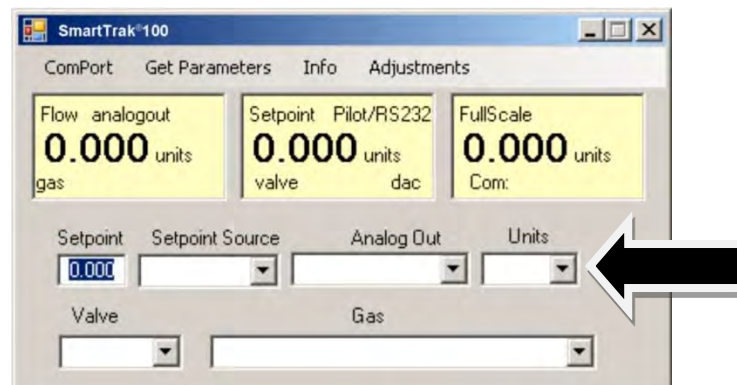 SmartTrak®100
ComPort Get Parameters Info Adjustments
Flow analogout Setpoint Pilot/RS232 FullScale
0.000 units 0.000 units 0.000 units
gas valve dac Com:
Setpoint Setpoint Source Analog Out Units
0.000
Valve Gas